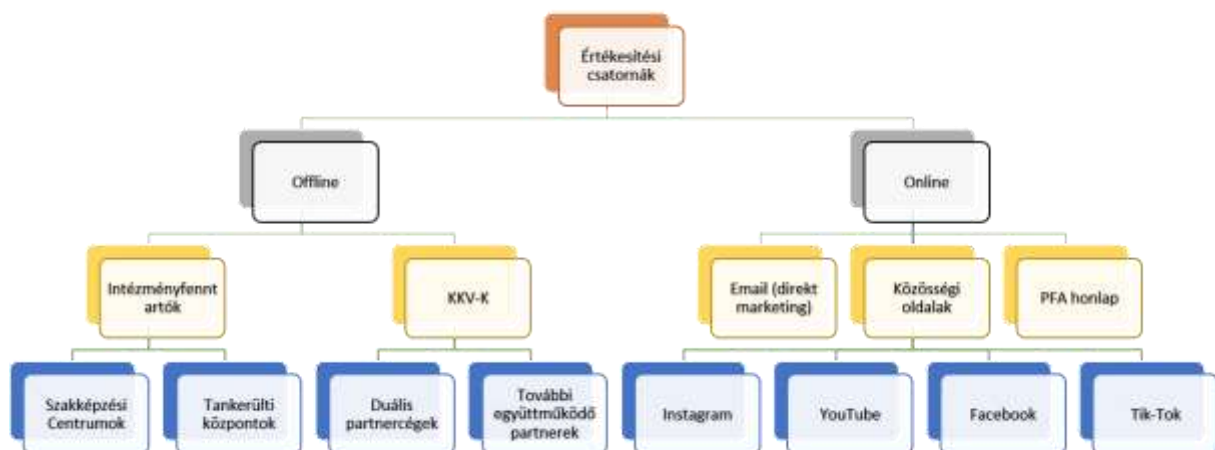 Értékesítési
csatornák
Offline
Online
Intézményfennt
artók
KKV-K
Email (direkt
marketing)
Közösségi
oldalak
PFA honlap
Szakképzési
Centrumok
Tankerülti
központok
Duális
partnercégek
További
együttműködő
partnerek
Instagram
YouTube
Facebook
Tik-Tok